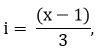 i = (x − 1) / 3,